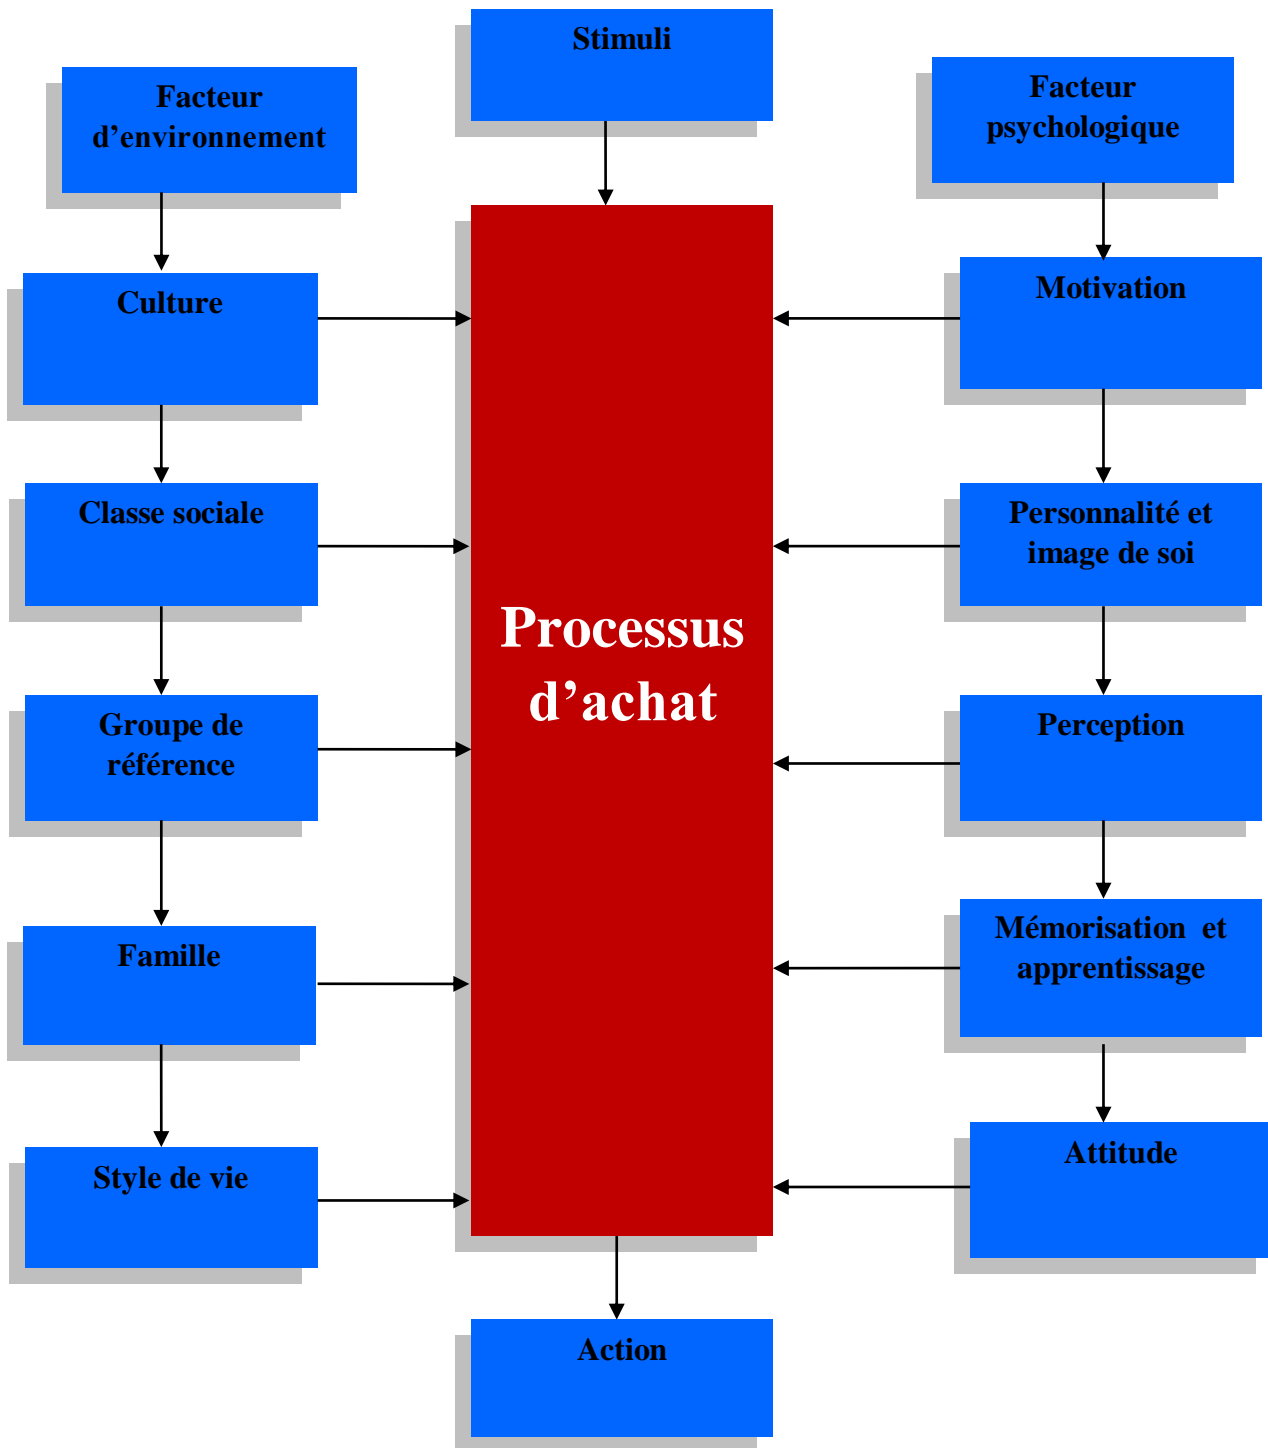 Stimuli
Facteur
d’environnement
Facteur
psychologique
Culture
Motivation
Classe sociale
Personnalité et
image de soi
Processus
d’achat
Groupe de
référence
Perception
Famille
Mémorisation et
apprentissage
Style de vie
Attitude
Action